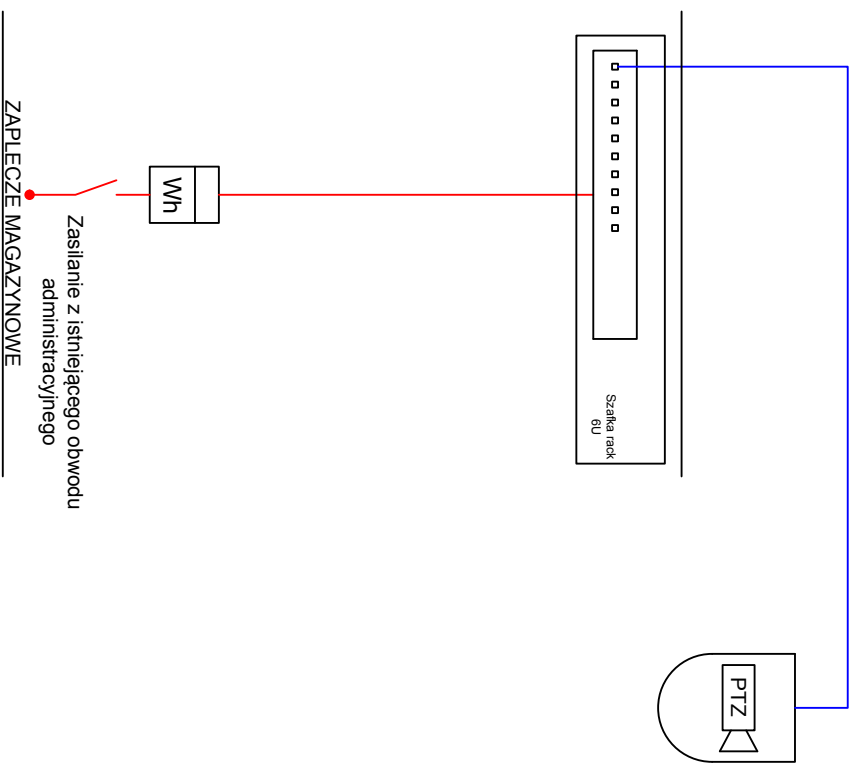 PTZ
Szafka rack
6U
Wh
Zasilanie z istniejącego obwodu
administracyjnego
ZAPLECZE MAGAZYNOWE